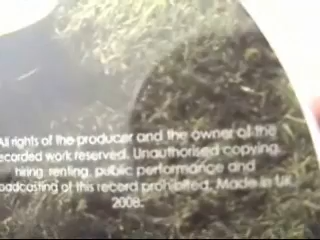 All rights of the producer and the owner of the
recorded work reserved. Unauthorised copying,
hiring, renting, public performance and
broadcasting of this record prohibited. Made in UK
2008.